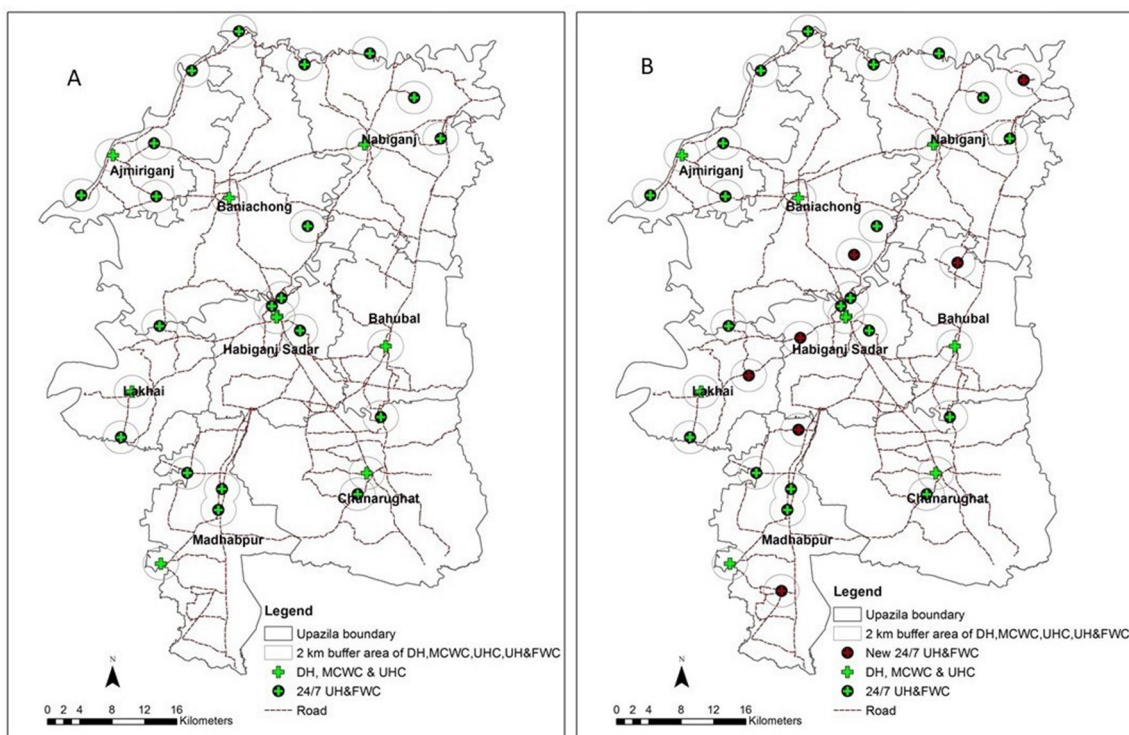 A
Nabiganj
Ajmiriganj
Baniachong
Bahubal
Habiganj Sadar
Lakhai
Chunarughat
Madhabpur
Legend
Upazila boundary
2 km buffer area of DH,MCWC,UHC,UH&FWC
DH, MCWC & UHC
24/7 UH&FWC
Road
N
0 2 4 8 12 16
Kilometers
B
Nabiganj
Ajmiriganj
Baniachong
Bahubal
Habiganj Sadar
Lakhai
Chunarughat
Madhabpur
Legend
Upazila boundary
2 km buffer area of DH,MCWC,UHC,UH&FWC
New 24/7 UH&FWC
DH, MCWC & UHC
24/7 UH&FWC
Road
N
0 2 4 8 12 16
Kilometers